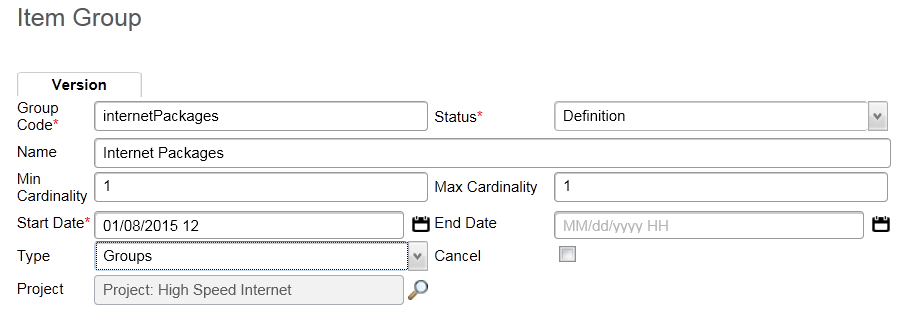 Item Group
Version
Group Code* internetPackages Status* Definition
Name Internet Packages
Min Cardinality 1 Max Cardinality 1
Start Date* 01/08/2015 12 End Date MM/dd/yyyy HH
Type Groups Cancel
Project Project: High Speed Internet